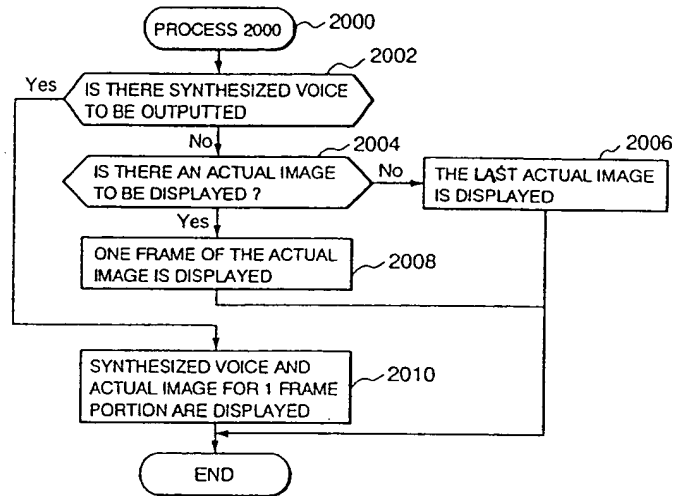 PROCESS 2000
2000
2002
Yes
IS THERE SYNTHESIZED VOICE
TO BE OUTPUTTED
No
2004
IS THERE AN ACTUAL IMAGE
TO BE DISPLAYED ?
No
2006
THE LAST ACTUAL IMAGE
IS DISPLAYED
Yes
ONE FRAME OF THE ACTUAL
IMAGE IS DISPLAYED
2008
SYNTHESIZED VOICE AND
ACTUAL IMAGE FOR 1 FRAME
PORTION ARE DISPLAYED
2010
END